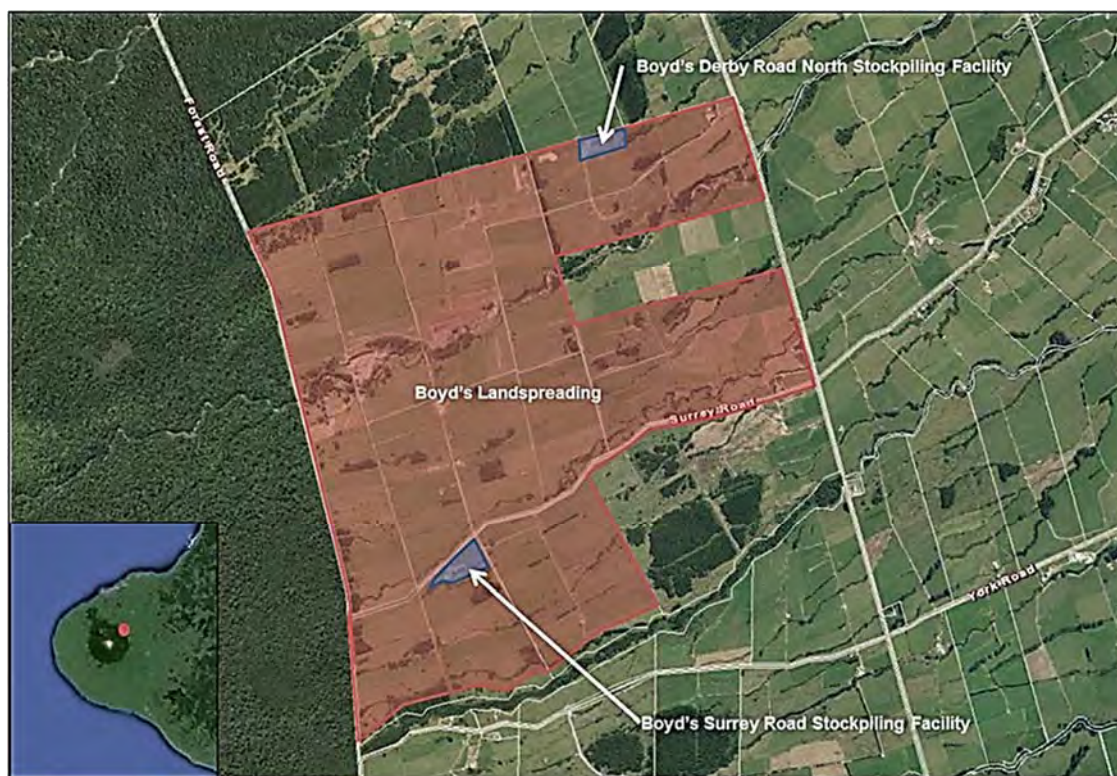 Boyd's Derby Road North Stockpiling Facility
Forest Road
Boyd's Landspreading
Surrey Road
York Road
Boyd's Surrey Road Stockpiling Facility